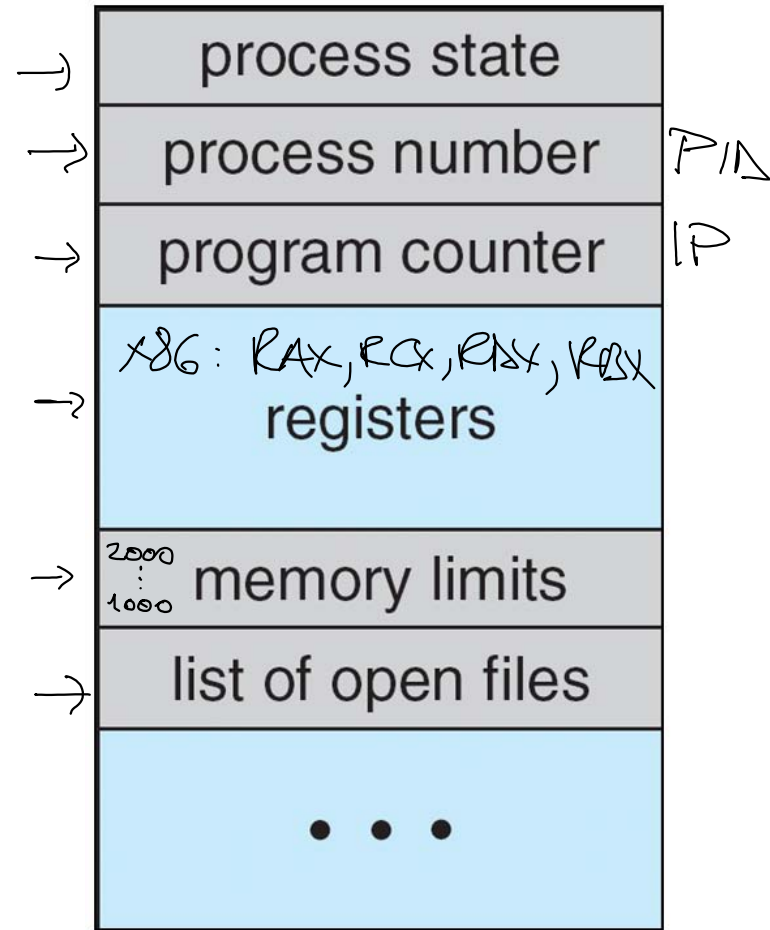 process state
process number PID
program counter IP
x86: RAX, RCX, RDX, RBX
registers
2000
⋮
1000
memory limits
list of open files
• • •